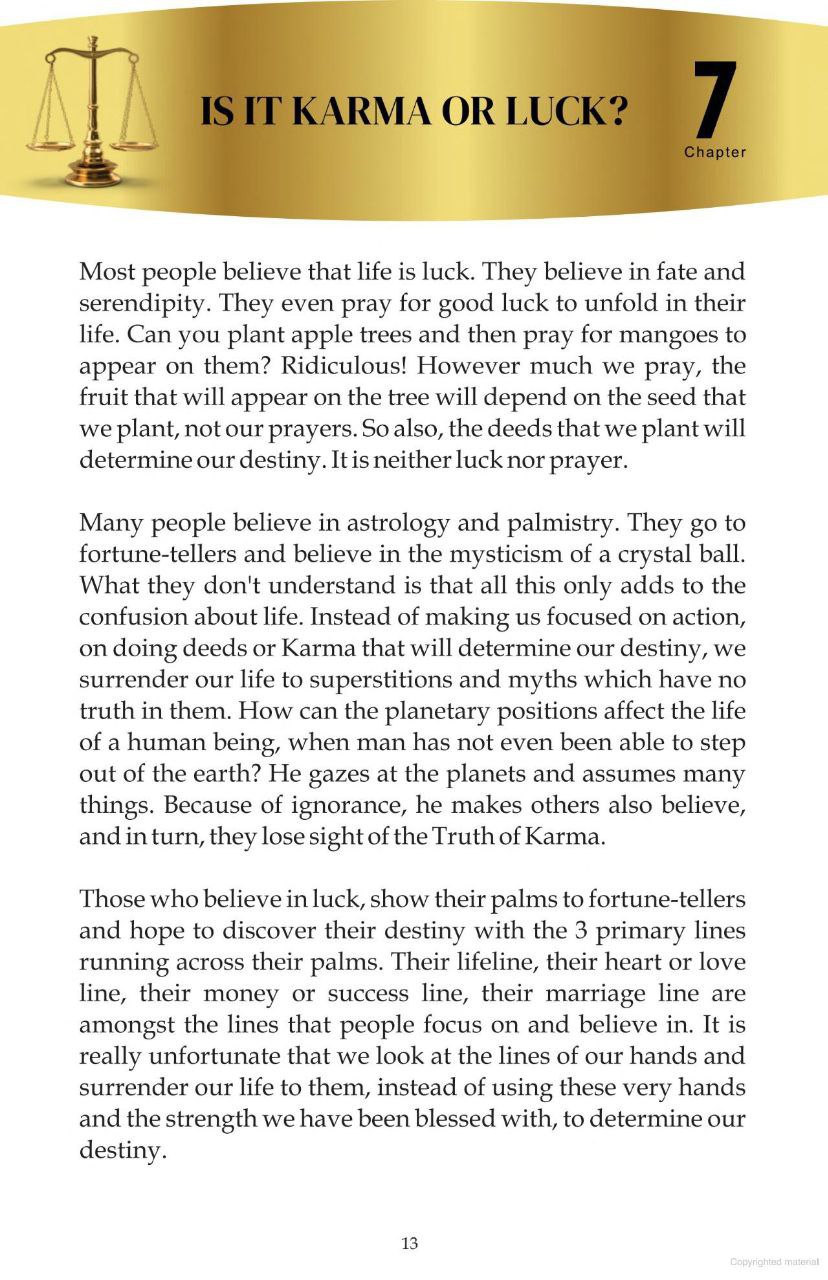 IS IT KARMA OR LUCK?
7
Chapter
Most people believe that life is luck. They believe in fate and
serendipity. They even pray for good luck to unfold in their
life. Can you plant apple trees and then pray for mangoes to
appear on them? Ridiculous! However much we pray, the
fruit that will appear on the tree will depend on the seed that
we plant, not our prayers. So also, the deeds that we plant will
determine our destiny. It is neither luck nor prayer.
Many people believe in astrology and palmistry. They go to
fortune-tellers and believe in the mysticism of a crystal ball.
What they don't understand is that all this only adds to the
confusion about life. Instead of making us focused on action,
on doing deeds or Karma that will determine our destiny, we
surrender our life to superstitions and myths which have no
truth in them. How can the planetary positions affect the life
of a human being, when man has not even been able to step
out of the earth? He gazes at the planets and assumes many
things. Because of ignorance, he makes others also believe,
and in turn, they lose sight of the Truth of Karma.
Those who believe in luck, show their palms to fortune-tellers
and hope to discover their destiny with the 3 primary lines
running across their palms. Their lifeline, their heart or love
line, their money or success line, their marriage line are
amongst the lines that people focus on and believe in. It is
really unfortunate that we look at the lines of our hands and
surrender our life to them, instead of using these very hands
and the strength we have been blessed with, to determine our
destiny.
13
Copyrighted material